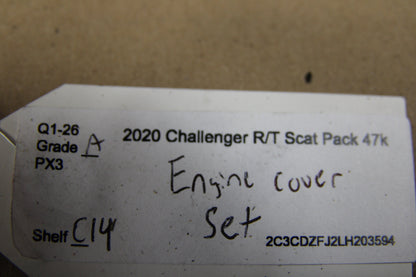 Q1-26
Grade A 2020 Challenger R/T Scat Pack 47k
PX3
Engine cover
Set
Shelf C14 2C3CDZFJ2LH203594